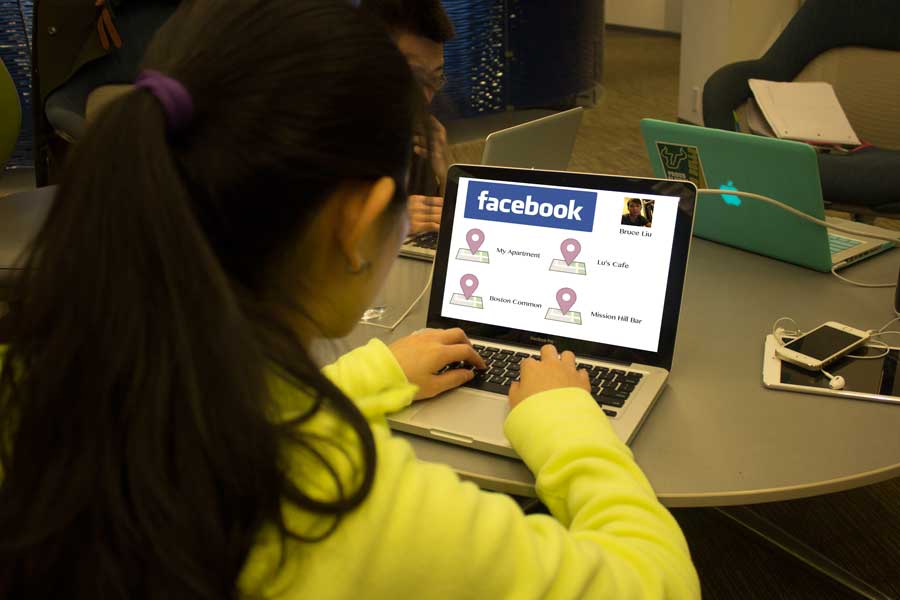 facebook
Bruce Liu
My Apartment
Lu's Cafe
Boston Common
Mission Hill Bar